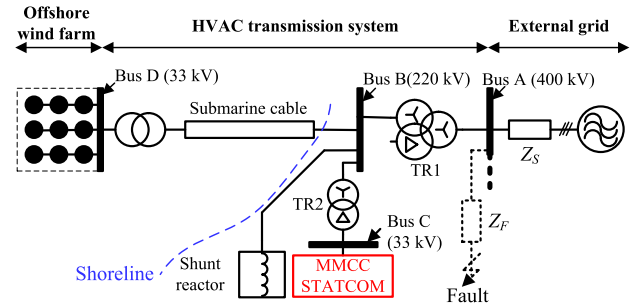 Offshore
wind farm
HVAC transmission system
External grid
Bus D (33 kV)
Bus B(220 kV)
Bus A (400 kV)
Submarine cable
TR1
Z_S
TR2
Bus C
(33 kV)
Z_F
Shoreline
Shunt
reactor
MMCC
STATCOM
Fault